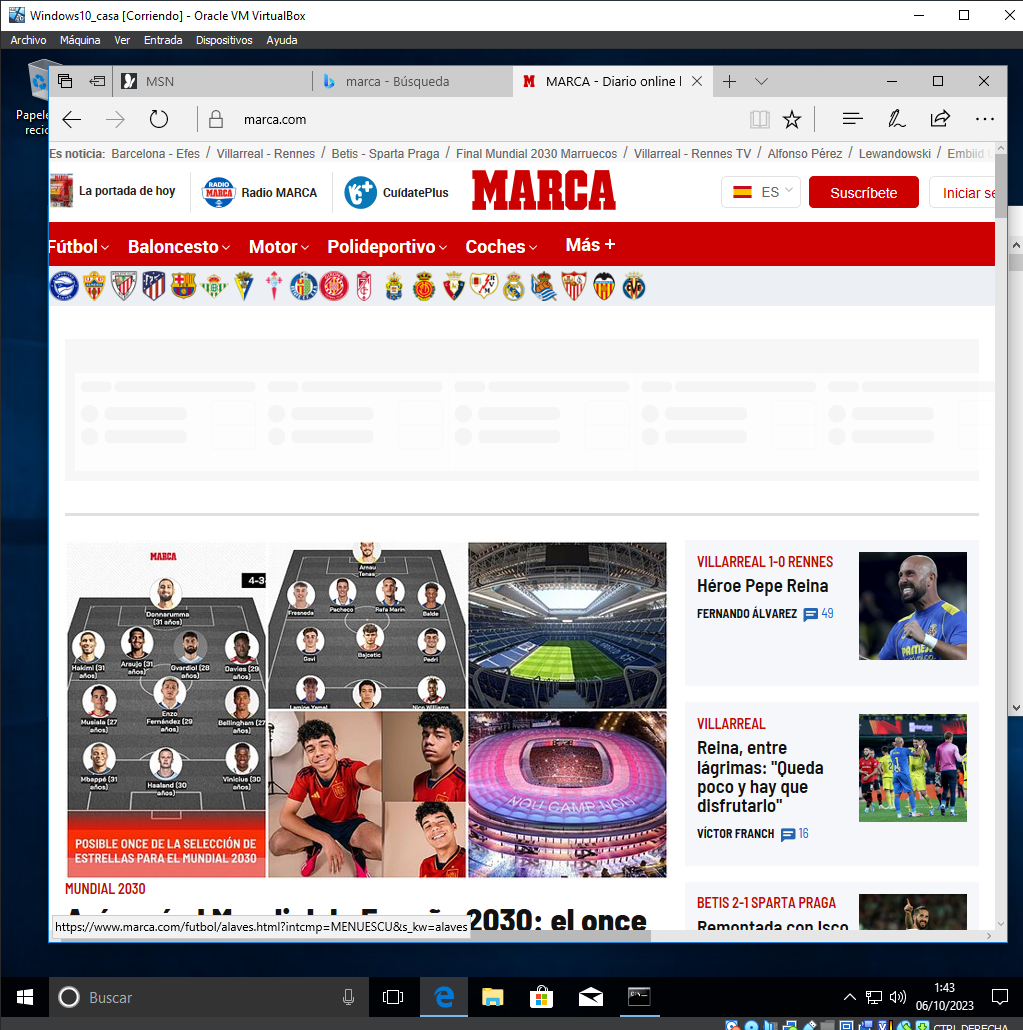 Windows10_casa [Corriendo] - Oracle VM VirtualBox
Archivo Máquina Ver Entrada Dispositivos Ayuda
MSN
marca - Búsqueda
MARCA - Diario online l
marca.com
Papele
recic
Es noticia: Barcelona - Efes / Villarreal - Rennes / Betis - Sparta Praga / Final Mundial 2030 Marruecos / Villarreal - Rennes TV / Alfonso Pérez / Lewandowski / Embiid
La portada de hoy
RADIO MARCA
Radio MARCA
CuídatePlus
MARCA
ES
Suscríbete
Iniciar se
Fútbol Baloncesto Motor Polideportivo Coches Más +
MARCA
4-3-
Donnarumma
(31 años)
Hakimi (31 años)
Araujo (31 años)
Gvardiol (28 años)
Davies (29 años)
Musiala (27 años)
Enzo Fernández (29 años)
Bellingham (27 años)
Mbappé (31 años)
Haaland (30 años)
Vinicius (30 años)
POSIBLE ONCE DE LA SELECCIÓN DE
ESTRELLAS PARA EL MUNDIAL 2030
Arnau
Tenas
Fresneda
Pacheco
Rafa Marín
Balde
Gavi
Bajcetic
Pedri
Lamine Yamal
Nico Williams
NOU CAMP NOU
MUNDIAL 2030
2030: el once
VILLARREAL 1-0 RENNES
Héroe Pepe Reina
FERNANDO ÁLVAREZ 49
VILLARREAL
Reina, entre
lágrimas: "Queda
poco y hay que
disfrutarlo"
VÍCTOR FRANCH 16
BETIS 2-1 SPARTA PRAGA
Remontada con Isco
https://www.marca.com/futbol/alaves.html?intcmp=MENUESCU&s_kw=alaves
Buscar
1:43
06/10/2023
CTRL DERECHA